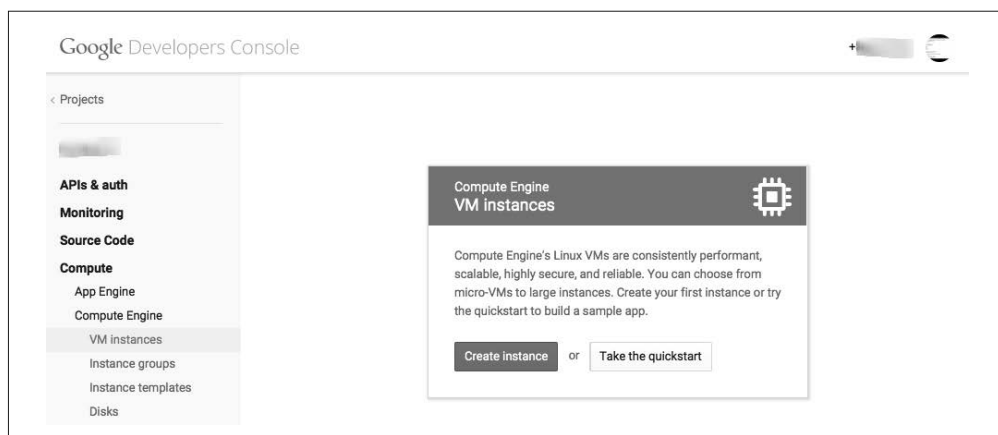 Google Developers Console
+
< Projects
APIs & auth
Monitoring
Source Code
Compute
App Engine
Compute Engine
VM instances
Instance groups
Instance templates
Disks
Compute Engine
VM instances
Compute Engine's Linux VMs are consistently performant,
scalable, highly secure, and reliable. You can choose from
micro-VMs to large instances. Create your first instance or try
the quickstart to build a sample app.
Create instance or Take the quickstart